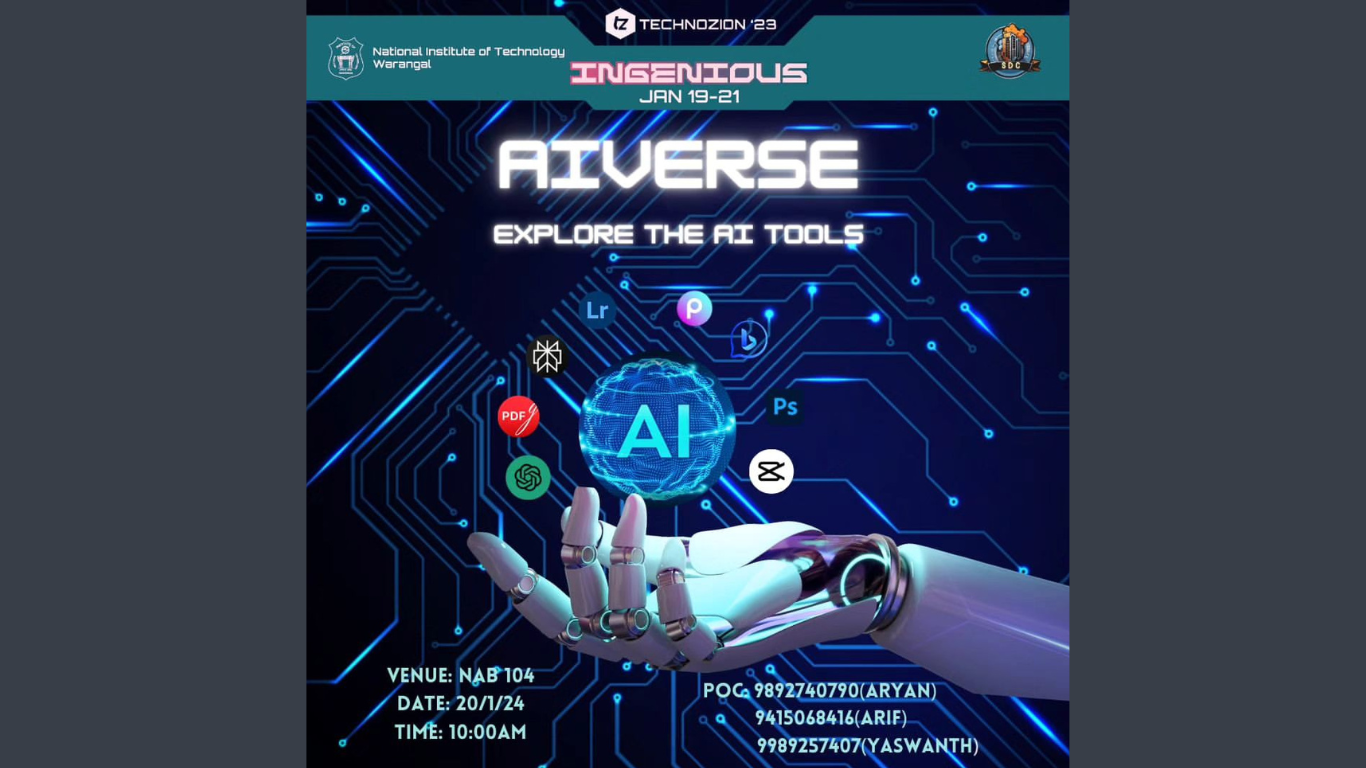 tz TECHNOZION '23
National Institute of Technology
Warangal
INGENIOUS
JAN 19-21
SDC
AIVERSE
EXPLORE THE AI TOOLS
Lr
P
b
PDF
Ps
AI
VENUE: NAB 104
DATE: 20/1/24
TIME: 10:00AM
POC: 9892740790(ARYAN)
9415068416(ARIF)
9989257407(YASWANTH)